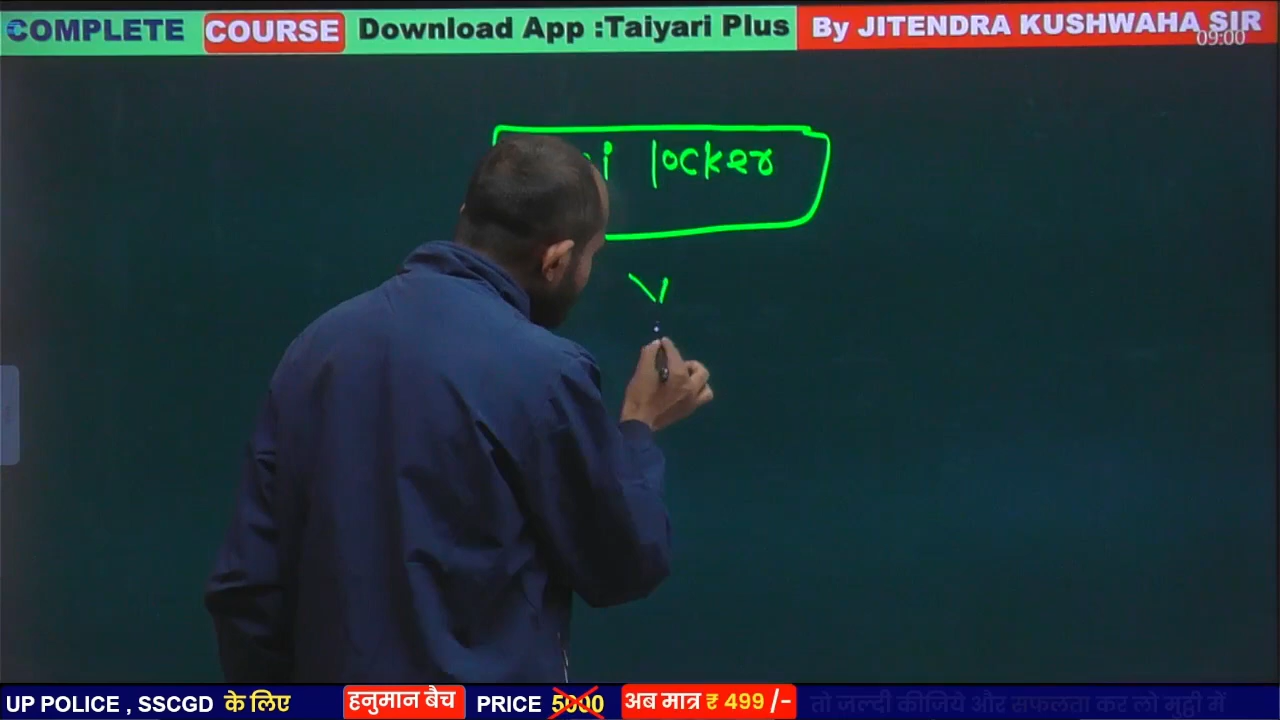 COMPLETE COURSE Download App :Taiyari Plus By JITENDRA KUSHWAHA SIR
09:00
locker
UP POLICE , SSCGD के लिए हनुमान बैच PRICE 5000 अब मात्र ₹ 499 /- तो जल्दी कीजिये और सफलता कर लो मुट्ठी में